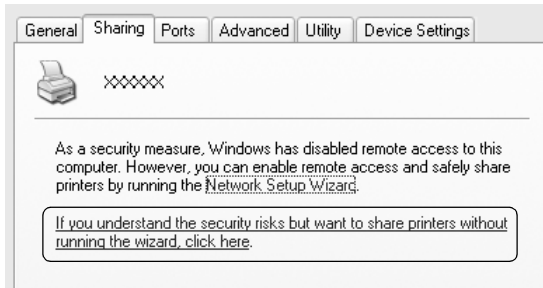 General Sharing Ports Advanced Utility Device Settings
XXXXXX
As a security measure, Windows has disabled remote access to this
computer. However, you can enable remote access and safely share
printers by running the Network Setup Wizard.
If you understand the security risks but want to share printers without
running the wizard, click here.